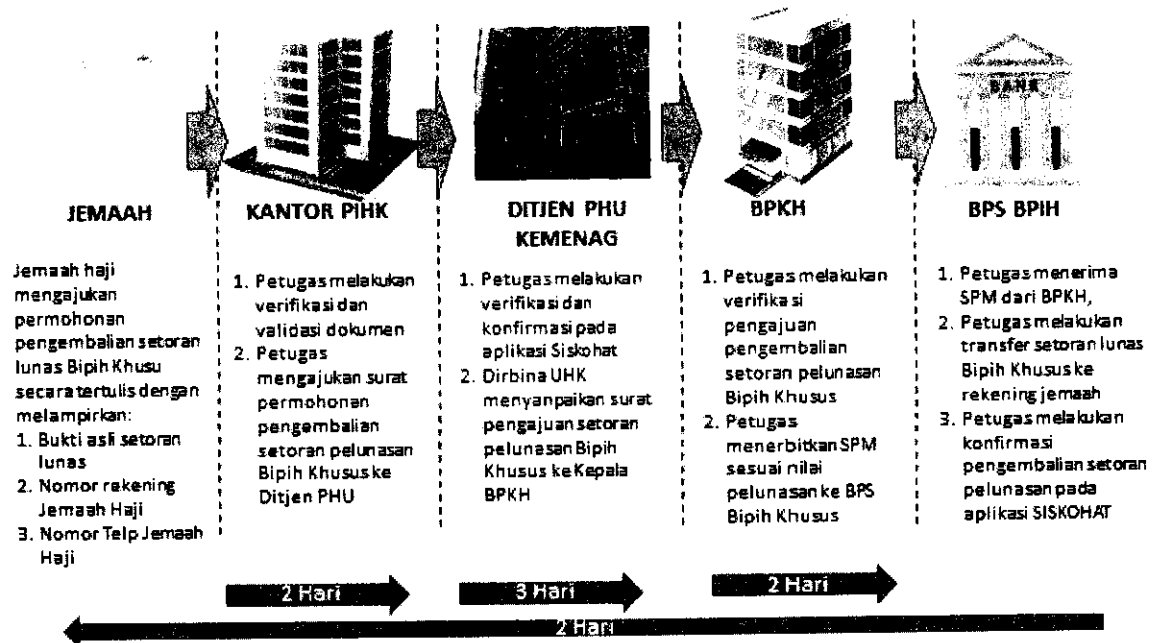 BANK
JEMAAH
Jemaah haji
mengajukan
permohonan
pengembalian setoran
lunas Bipih Khusu
secara tertulis dengan
melampirkan:
1. Bukti asli setoran
lunas
2. Nomor rekening
Jemaah Haji
3. Nomor Telp Jemaah
Haji
KANTOR PIHK
1. Petugas melakukan
verifikasi dan
validasi dokumen
2. Petugas
mengajukan surat
permohonan
pengembalian
setoran pelunasan
Bipih Khusus ke
Ditjen PHU
2 Hari
DITJEN PHU
KEMENAG
1. Petugas melakukan
verifikasi dan
konfirmasi pada
aplikasi Siskohat
2. Dirbina UHK
menyanpaikan surat
pengajuan setoran
pelunasan Bipih
Khusus ke Kepala
BPKH
3 Hari
BPKH
1. Petugas melakukan
verifikasi
pengajuan
pengembalian
setoran pelunasan
Bipih Khusus
2. Petugas
menerbitkan SPM
sesuai nilai
pelunasan ke BPS
Bipih Khusus
2 Hari
BPS BPIH
1. Petugas menerima
SPM dari BPKH,
2. Petugas melakukan
transfer setoran lunas
Bipih Khusus ke
rekening jemaah
3. Petugas melakukan
konfirmasi
pengembalian setoran
pelunasan pada
aplikasi SISKOHAT
2 Hari